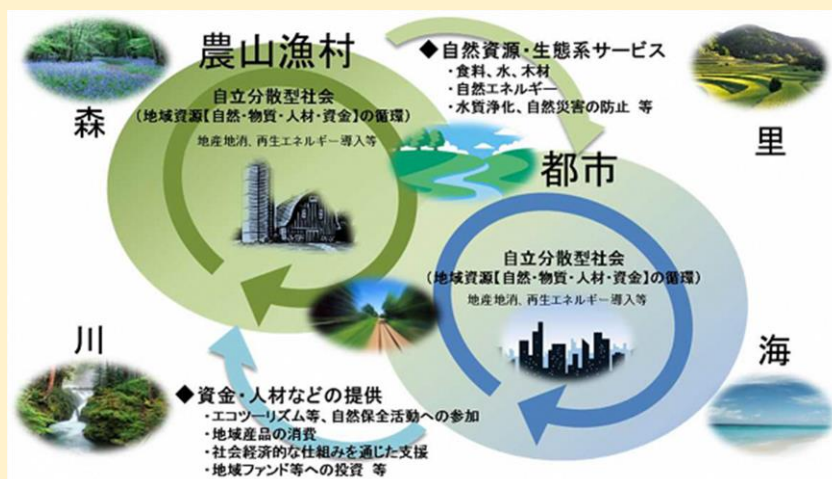 農山漁村
森
自立分散型社会
(地域資源【自然・物質・人材・資金】の循環)
地産地消、再生エネルギー導入等
◆自然資源・生態系サービス
・食料、水、木材
・自然エネルギー
・水質浄化、自然災害の防止 等
里
都市
自立分散型社会
(地域資源【自然・物質・人材・資金】の循環)
地産地消、再生エネルギー導入等
川
海
◆資金・人材などの提供
・エコツーリズム等、自然保全活動への参加
・地域産品の消費
・社会経済的な仕組みを通じた支援
・地域ファンド等への投資 等